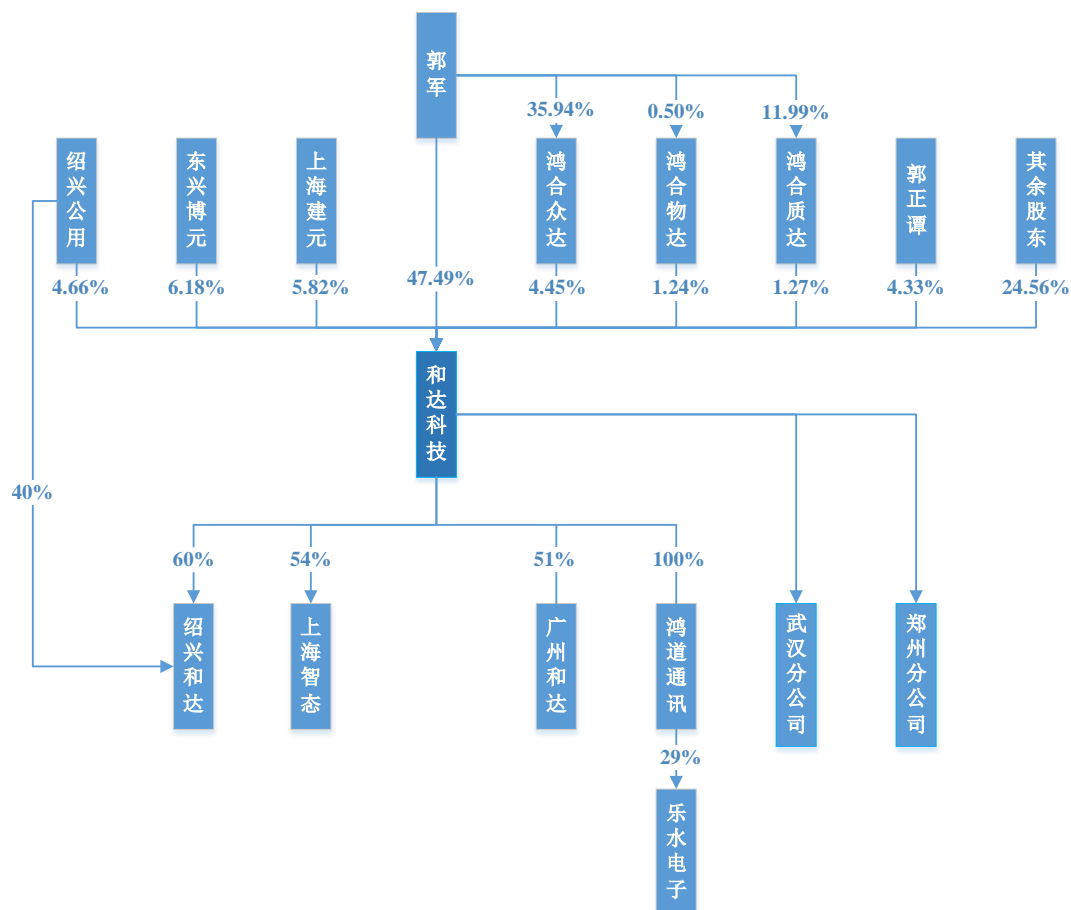 郭军
35.94%
0.50%
11.99%
绍兴公用
东兴博元
上海建元
鸿合众达
鸿合物达
鸿合质达
郭正谭
其余股东
4.66%
6.18%
5.82%
47.49%
4.45%
1.24%
1.27%
4.33%
24.56%
和达科技
40%
60%
54%
51%
100%
绍兴和达
上海智态
广州和达
鸿道通讯
武汉分公司
郑州分公司
29%
乐水电子